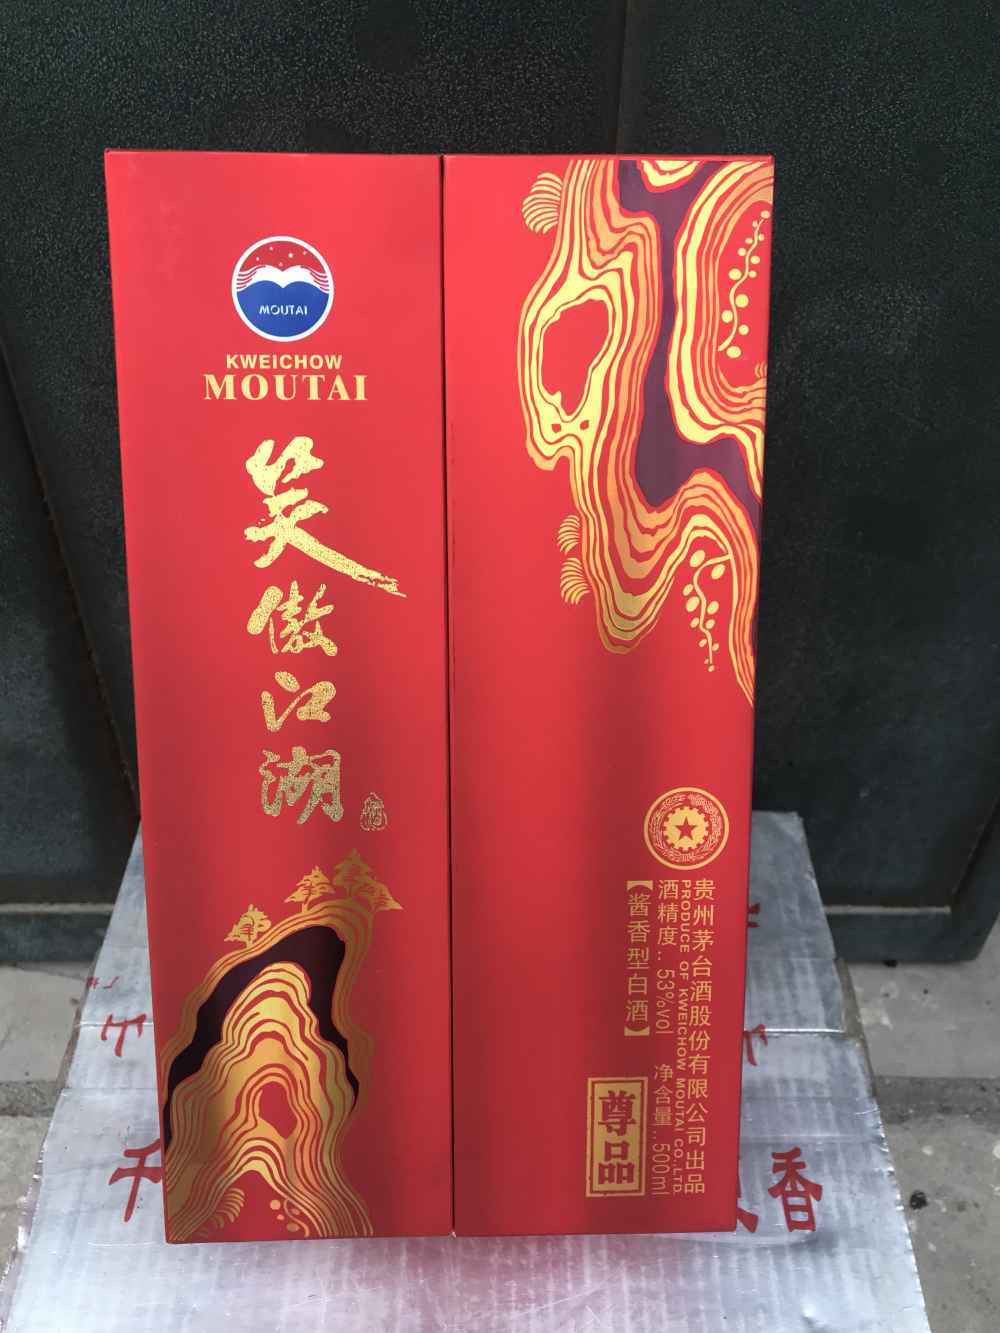 MOUTAI
KWEICHOW
MOUTAI
笑傲江湖
贵州茅台酒股份有限公司出品
PRODUCE OF KWEICHOW MOUTAI CO.,LTD.
酒精度：53%vol 净含量：500ml
【酱香型白酒】
尊品
香